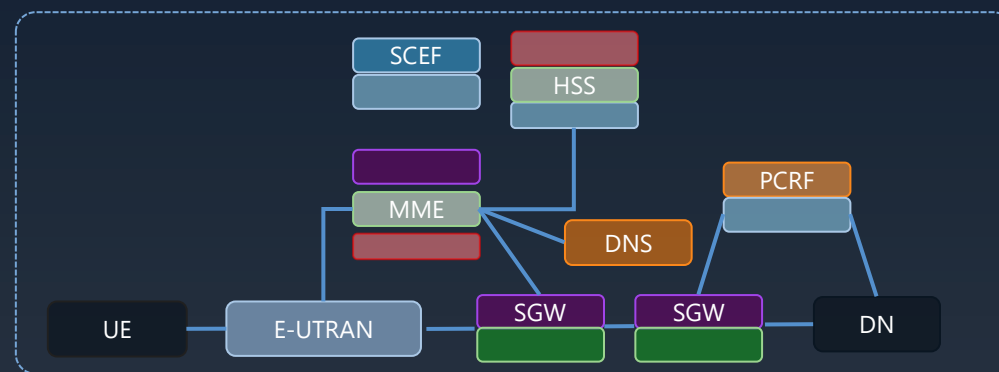 SCEF
HSS
MME
PCRF
DNS
UE
E-UTRAN
SGW
SGW
DN